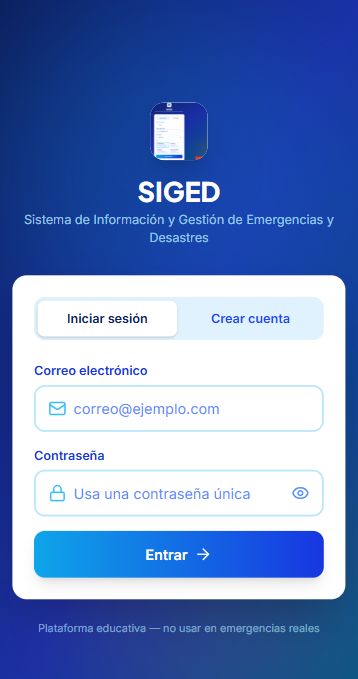 SIGED
Sistema de Información y Gestión de Emergencias y
Desastres
Iniciar sesión
Crear cuenta
Correo electrónico
correo@ejemplo.com
Contraseña
Usa una contraseña única
Entrar →
Plataforma educativa — no usar en emergencias reales